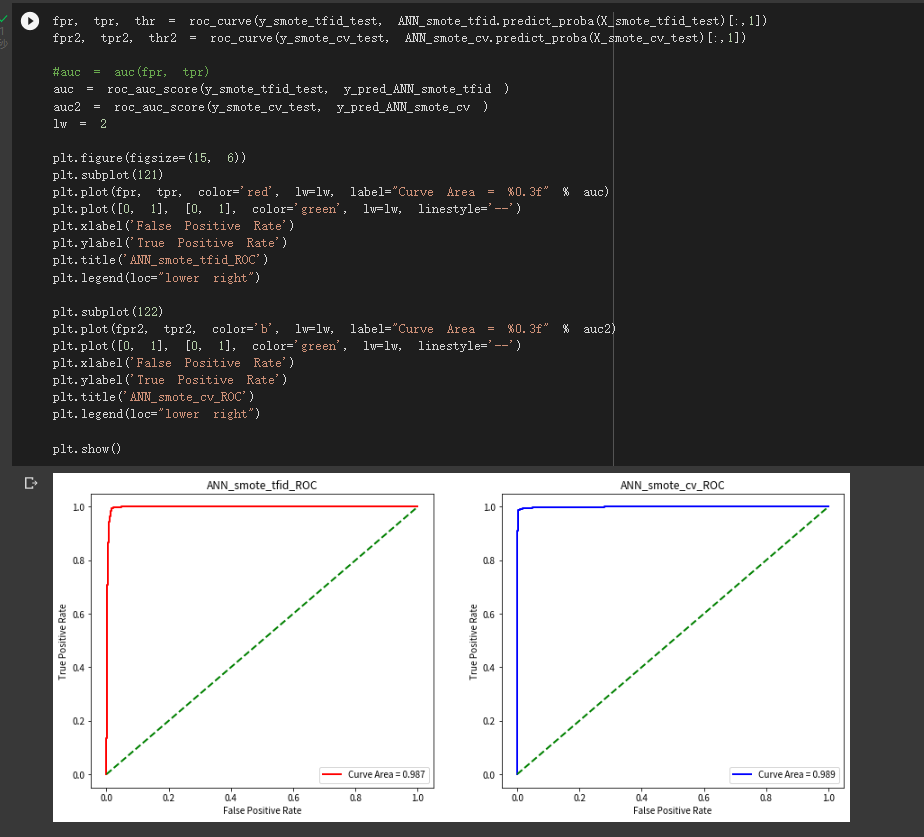 fpr, tpr, thr = roc_curve(y_smote_tfid_test, ANN_smote_tfid.predict_proba(X_smote_tfid_test)[:,1])
fpr2, tpr2, thr2 = roc_curve(y_smote_cv_test, ANN_smote_cv.predict_proba(X_smote_cv_test)[:,1])
#auc = auc(fpr, tpr)
auc = roc_auc_score(y_smote_tfid_test, y_pred_ANN_smote_tfid )
auc2 = roc_auc_score(y_smote_cv_test, y_pred_ANN_smote_cv )
lw = 2
plt.figure(figsize=(15, 6))
plt.subplot(121)
plt.plot(fpr, tpr, color='red', lw=lw, label="Curve Area = %0.3f" % auc)
plt.plot([0, 1], [0, 1], color='green', lw=lw, linestyle='--')
plt.xlabel('False Positive Rate')
plt.ylabel('True Positive Rate')
plt.title('ANN_smote_tfid_ROC')
plt.legend(loc="lower right")
plt.subplot(122)
plt.plot(fpr2, tpr2, color='b', lw=lw, label="Curve Area = %0.3f" % auc2)
plt.plot([0, 1], [0, 1], color='green', lw=lw, linestyle='--')
plt.xlabel('False Positive Rate')
plt.ylabel('True Positive Rate')
plt.title('ANN_smote_cv_ROC')
plt.legend(loc="lower right")
plt.show()
ANN_smote_tfid_ROC
1.0
0.8
0.6
0.4
0.2
0.0
True Positive Rate
Curve Area = 0.987
0.0 0.2 0.4 0.6 0.8 1.0
False Positive Rate
ANN_smote_cv_ROC
1.0
0.8
0.6
0.4
0.2
0.0
True Positive Rate
Curve Area = 0.989
0.0 0.2 0.4 0.6 0.8 1.0
False Positive Rate